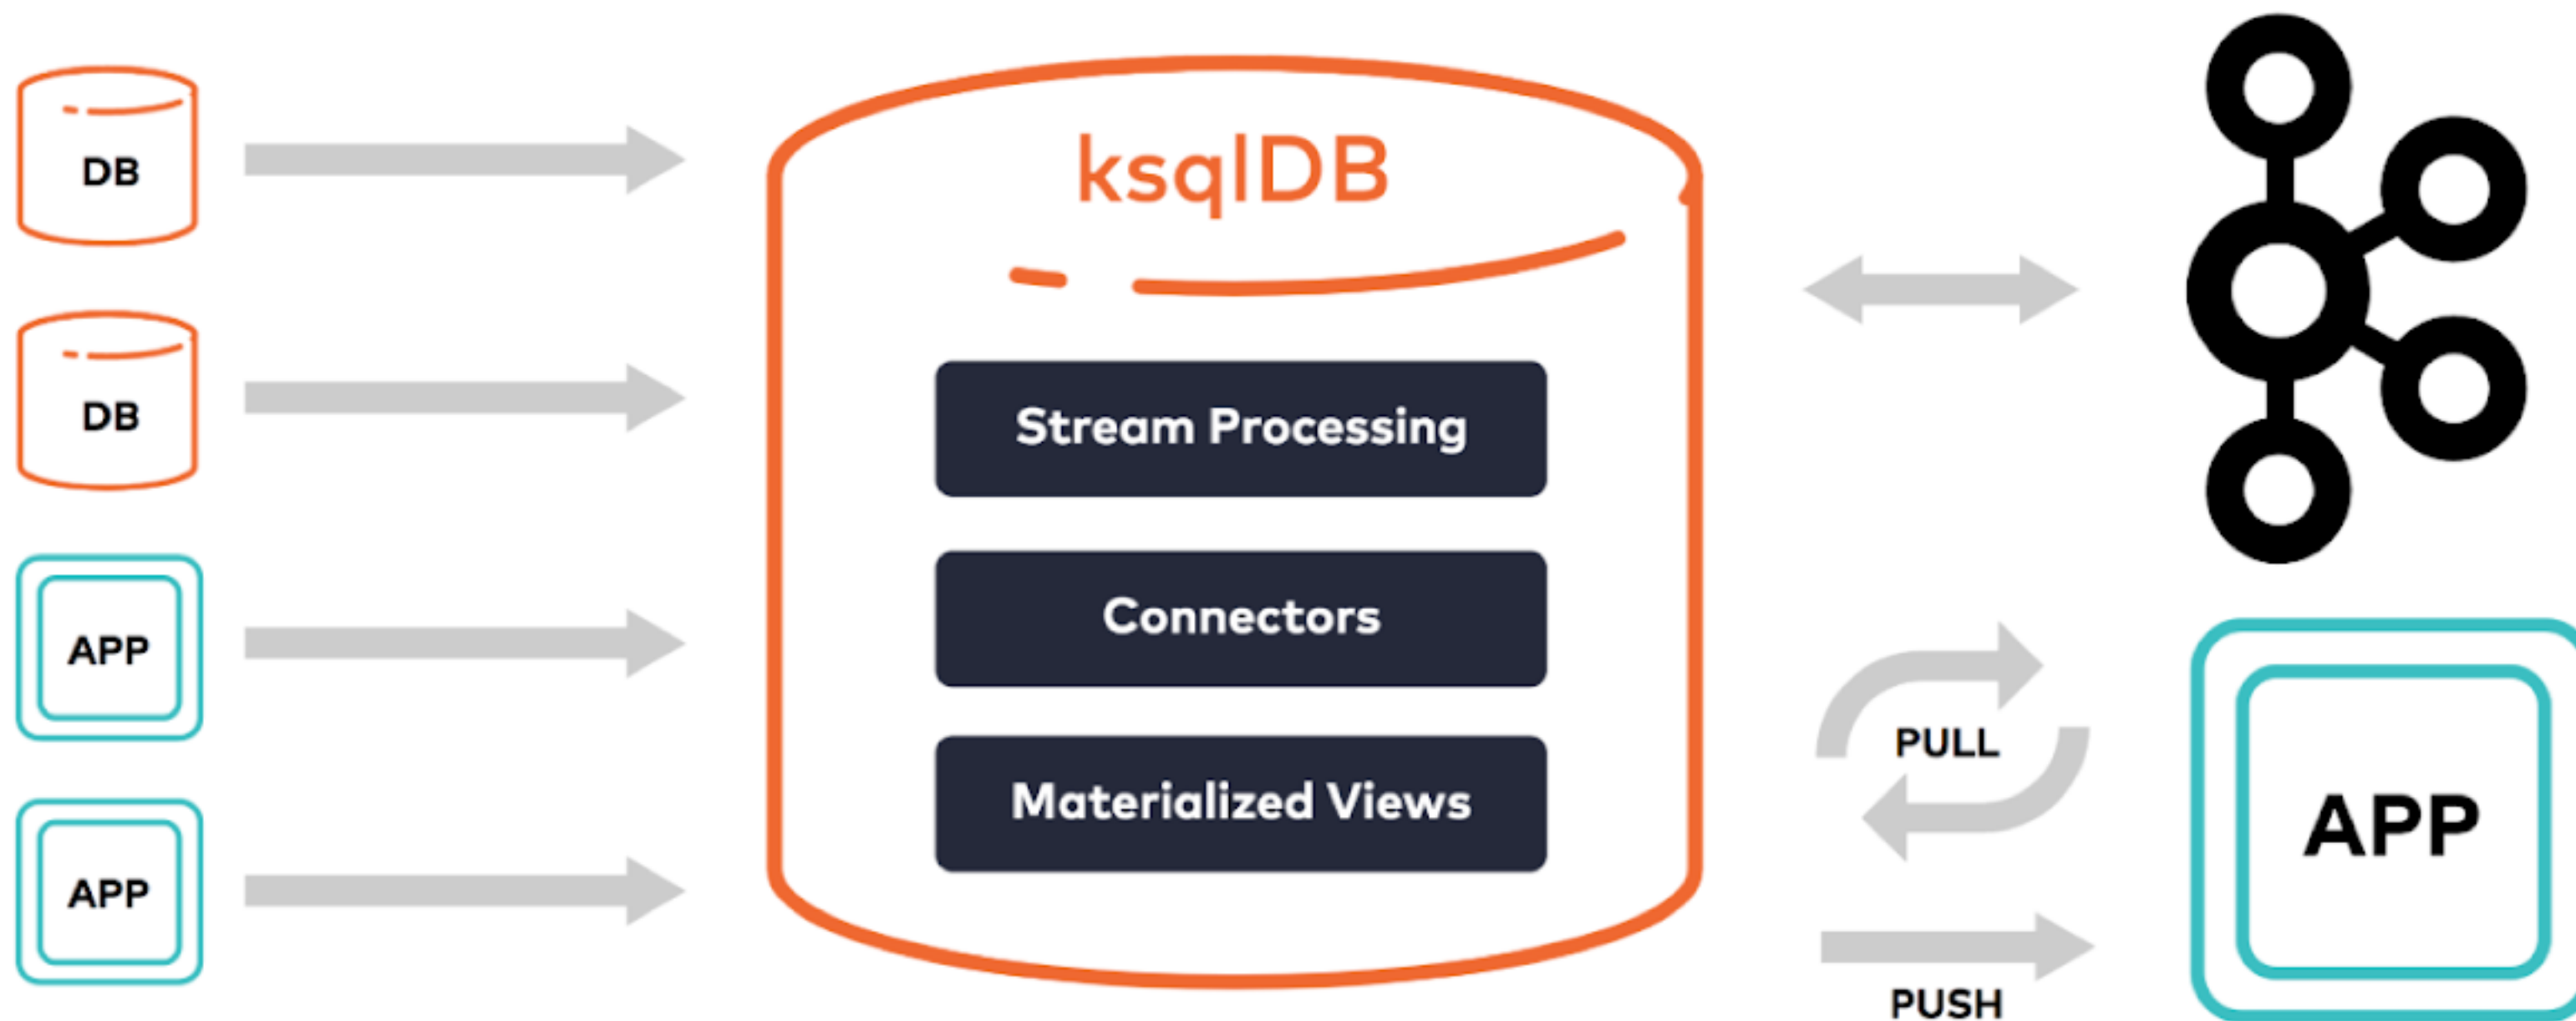 DB
DB
APP
APP
ksqlDB
Stream Processing
Connectors
Materialized Views
PULL
PUSH
APP